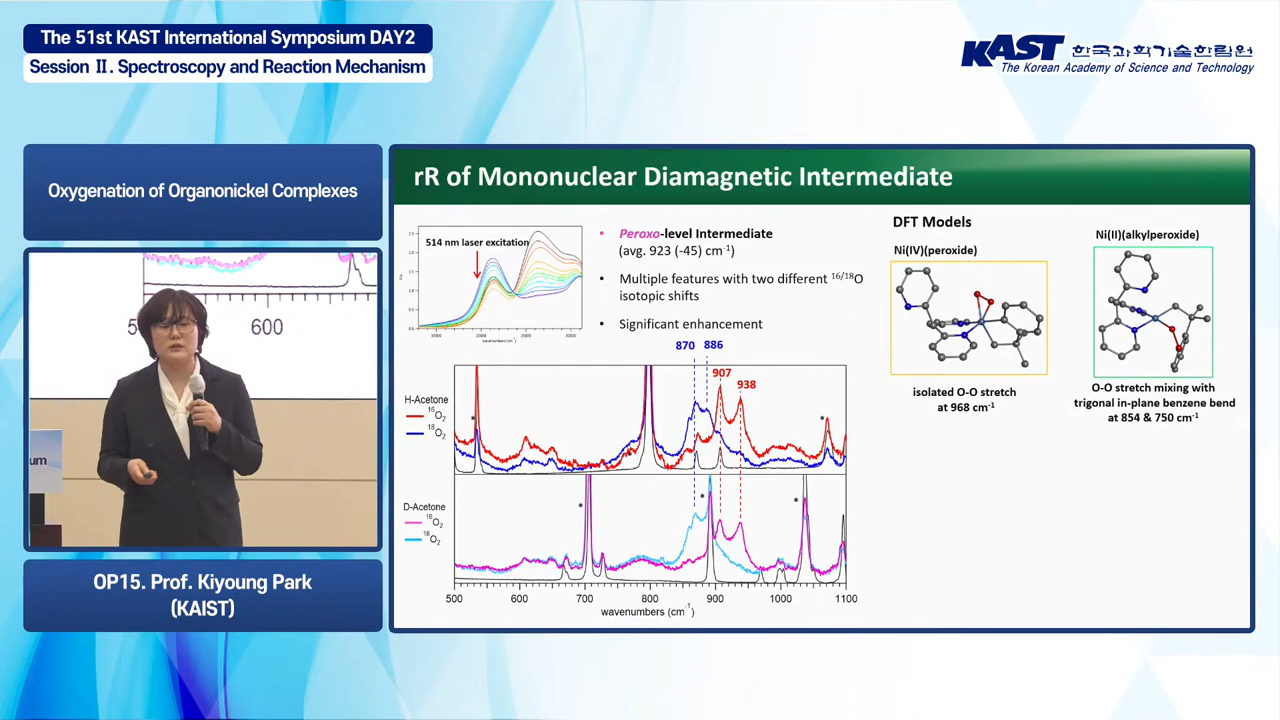 The 51st KAST International Symposium DAY2
Session Ⅱ. Spectroscopy and Reaction Mechanism
KAST 한국과학기술한림원
The Korean Academy of Science and Technology
Oxygenation of Organonickel Complexes
600
OP15. Prof. Kiyoung Park
(KAIST)
rR of Mononuclear Diamagnetic Intermediate
514 nm laser excitation
wavenumbers (cm⁻¹)
• Peroxo-level Intermediate
(avg. 923 (-45) cm⁻¹)
• Multiple features with two different ¹⁶/¹⁸O
isotopic shifts
• Significant enhancement
870 886
907
938
H-Acetone
¹⁶O₂
¹⁸O₂
* *
D-Acetone
¹⁶O₂
¹⁸O₂
* * *
500 600 700 800 900 1000 1100
wavenumbers (cm⁻¹)
DFT Models
Ni(IV)(peroxide)
isolated O-O stretch
at 968 cm⁻¹
Ni(II)(alkylperoxide)
O-O stretch mixing with
trigonal in-plane benzene bend
at 854 & 750 cm⁻¹